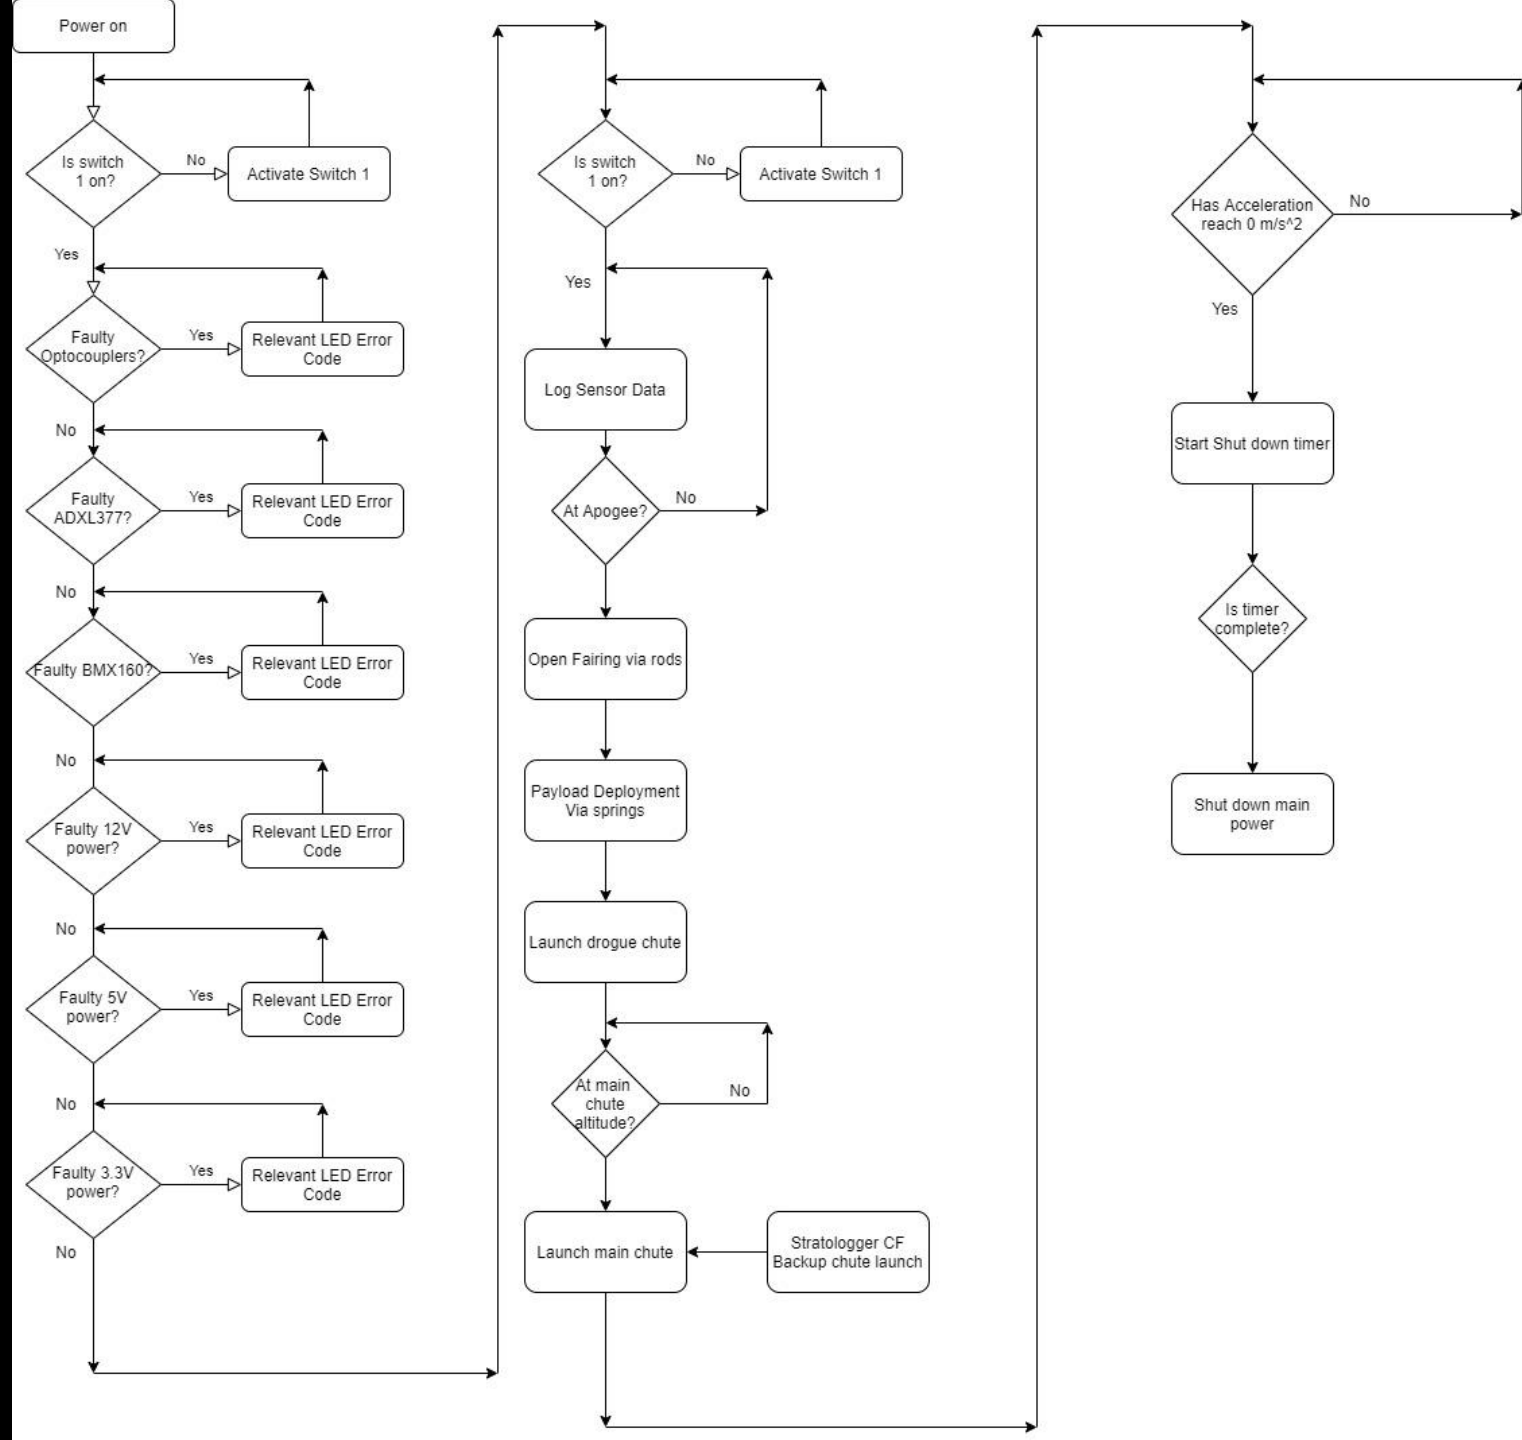 Power on
Is switch
1 on?
No
Activate Switch 1
Yes
Faulty
Optocouplers?
Yes
Relevant LED Error
Code
No
Faulty
ADXL377?
Yes
Relevant LED Error
Code
No
Faulty BMX160?
Yes
Relevant LED Error
Code
No
Faulty 12V
power?
Yes
Relevant LED Error
Code
No
Faulty 5V
power?
Yes
Relevant LED Error
Code
No
Faulty 3.3V
power?
Yes
Relevant LED Error
Code
No
Is switch
1 on?
No
Activate Switch 1
Yes
Log Sensor Data
At Apogee?
No
Open Fairing via rods
Payload Deployment
Via springs
Launch drogue chute
At main
chute
altitude?
No
Launch main chute
Stratologger CF
Backup chute launch
Has Acceleration
reach 0 m/s^2
No
Yes
Start Shut down timer
Is timer
complete?
Shut down main
power